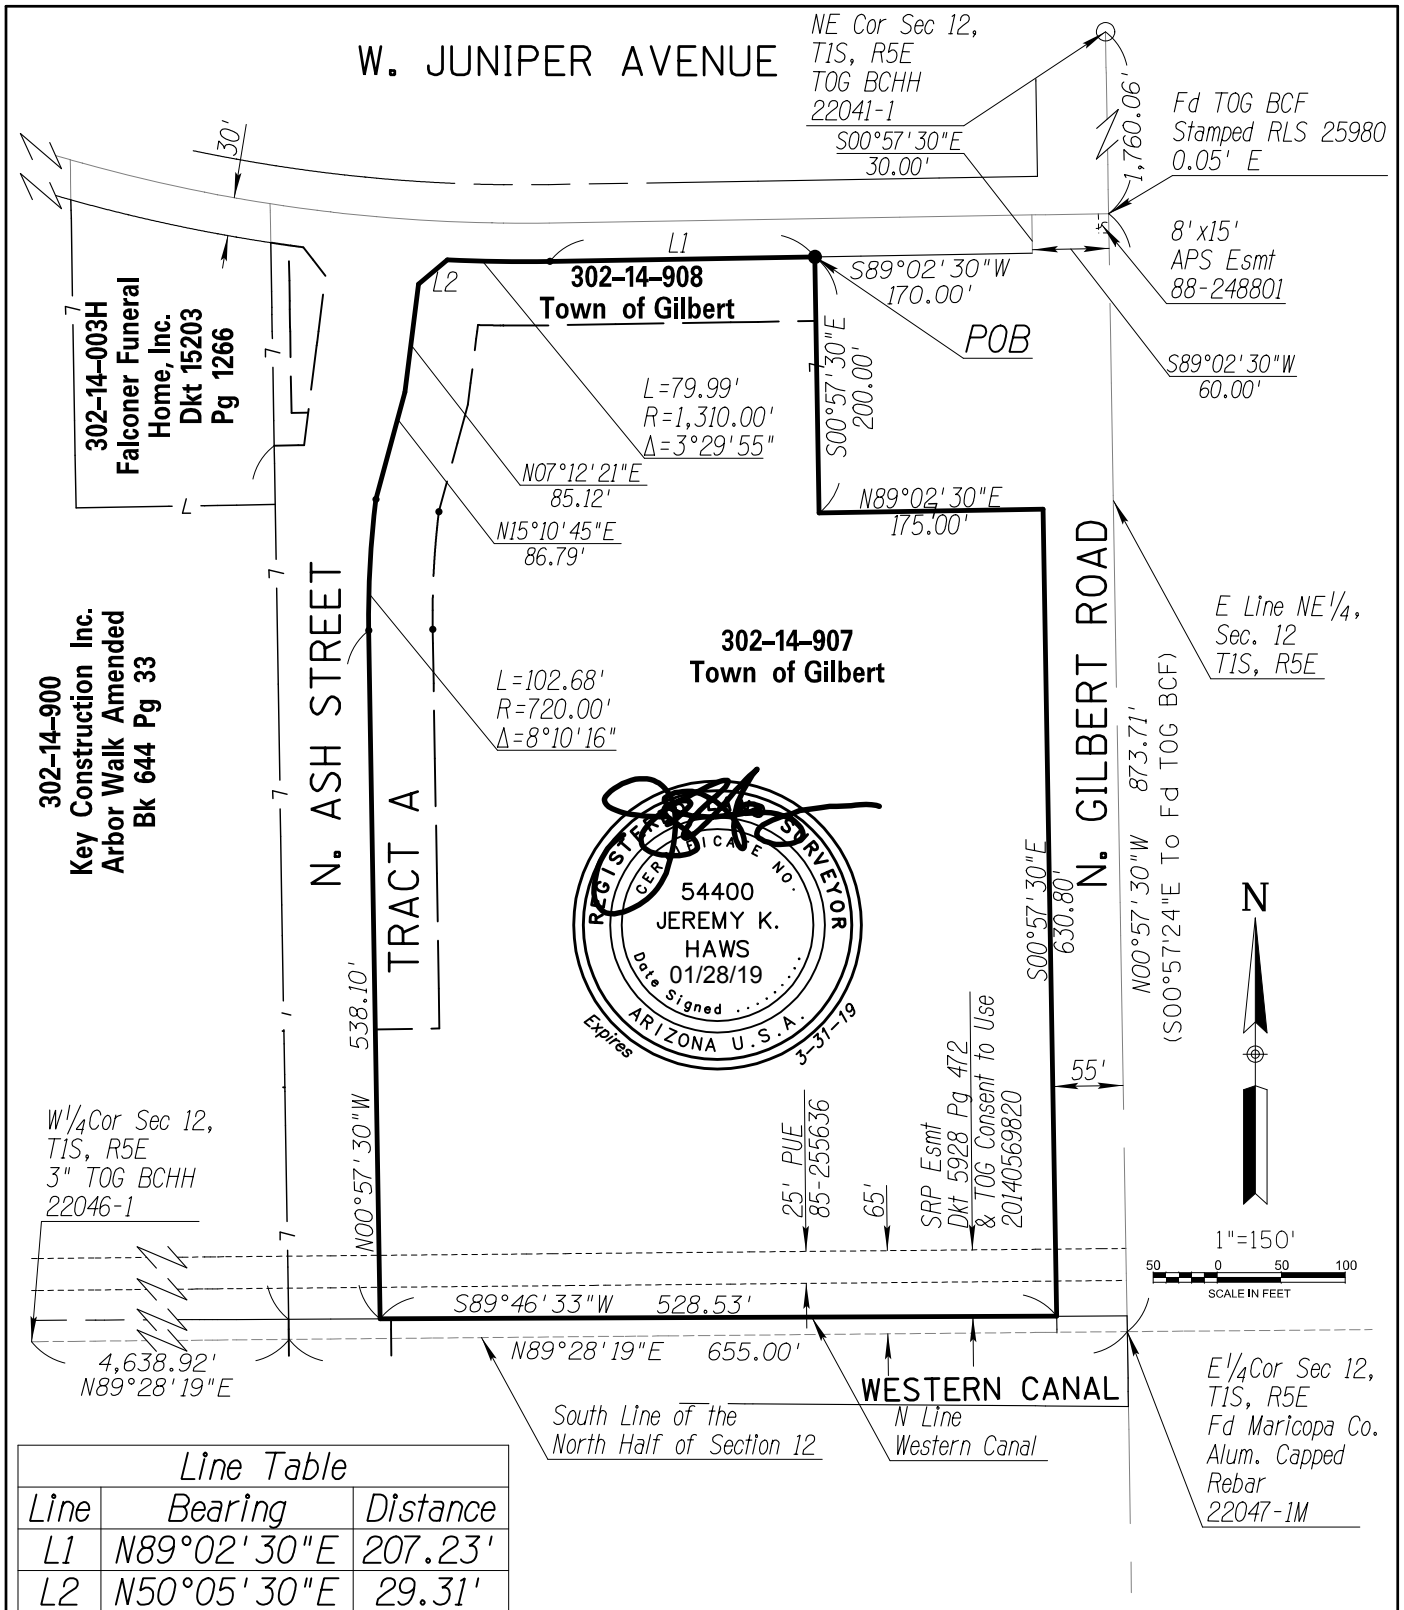 W. JUNIPER AVENUE
NE Cor Sec 12,
T1S, R5E
TOG BCHH
22041-1
S00°57'30"E
30.00'
1,760.06'
Fd TOG BCF
Stamped RLS 25980
0.05' E
8'x15'
APS Esmt
88-248801
S89°02'30"W
60.00'
30'
L1
L2
302-14-908
Town of Gilbert
S89°02'30"W
170.00'
POB
S00°57'30"E
200.00'
302-14-003H
Falconer Funeral
Home, Inc.
Dkt 15203
Pg 1266
L=79.99'
R=1,310.00'
Δ=3°29'55"
N07°12'21"E
85.12'
N15°10'45"E
86.79'
N89°02'30"E
175.00'
302-14-907
Town of Gilbert
E Line NE1/4,
Sec. 12
T1S, R5E
L=102.68'
R=720.00'
Δ=8°10'16"
302-14-900
Key Construction Inc.
Arbor Walk Amended
Bk 644 Pg 33
N. ASH STREET
TRACT A
N. GILBERT ROAD
N00°57'30"W 873.71'
(S00°57'24"E To Fd TOG BCF)
S00°57'30"E
630.80'
REGISTERED LAND SURVEYOR
CERTIFICATE NO.
54400
JEREMY K.
HAWS
01/28/19
Date Signed ..........
ARIZONA U.S.A.
Expires 3-31-19
N
N00°57'30"W 538.10'
55'
W1/4Cor Sec 12,
T1S, R5E
3" TOG BCHH
22046-1
25' PUE
85-255636
65'
SRP Esmt
Dkt 5928 Pg 472
& TOG Consent to Use
20140569820
1"=150'
50 0 50 100
SCALE IN FEET
S89°46'33"W 528.53'
N89°28'19"E 655.00'
4,638.92'
N89°28'19"E
WESTERN CANAL
South Line of the
North Half of Section 12
N Line
Western Canal
E1/4Cor Sec 12,
T1S, R5E
Fd Maricopa Co.
Alum. Capped
Rebar
22047-1M
Line Table
Line Bearing Distance
L1 N89°02'30"E 207.23'
L2 N50°05'30"E 29.31'